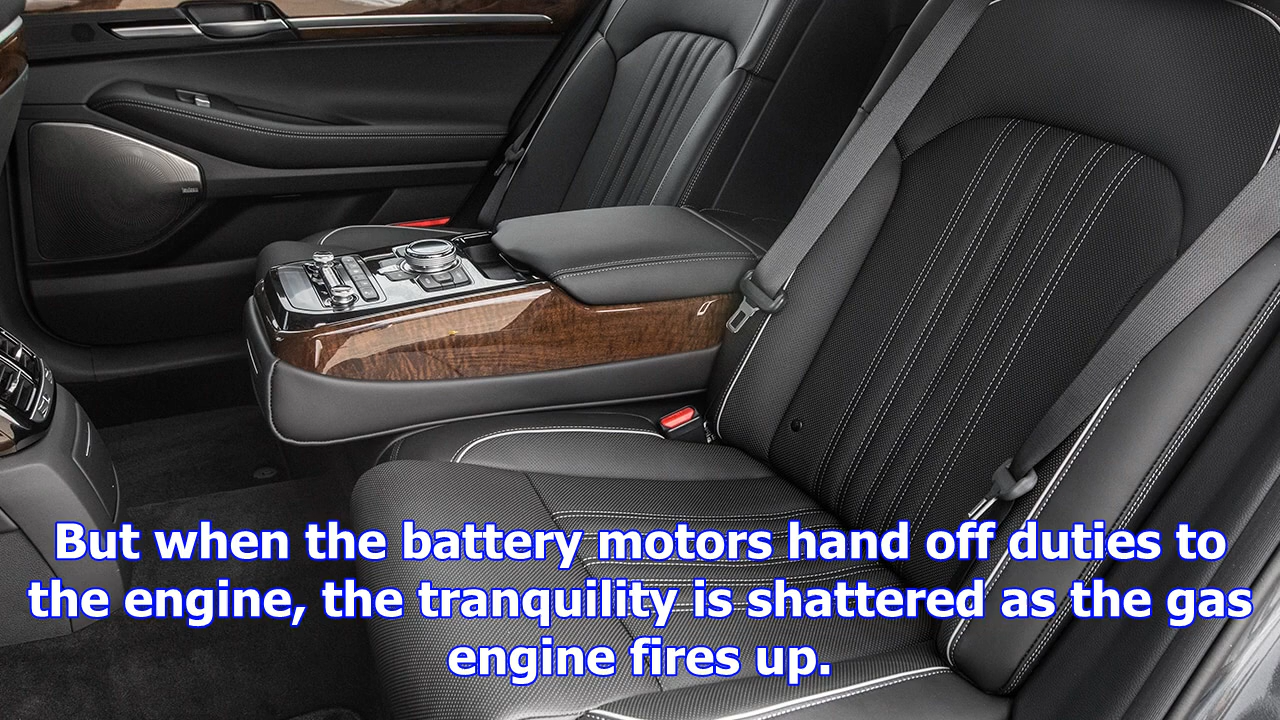 But when the battery motors hand off duties to
the engine, the tranquility is shattered as the gas
engine fires up.